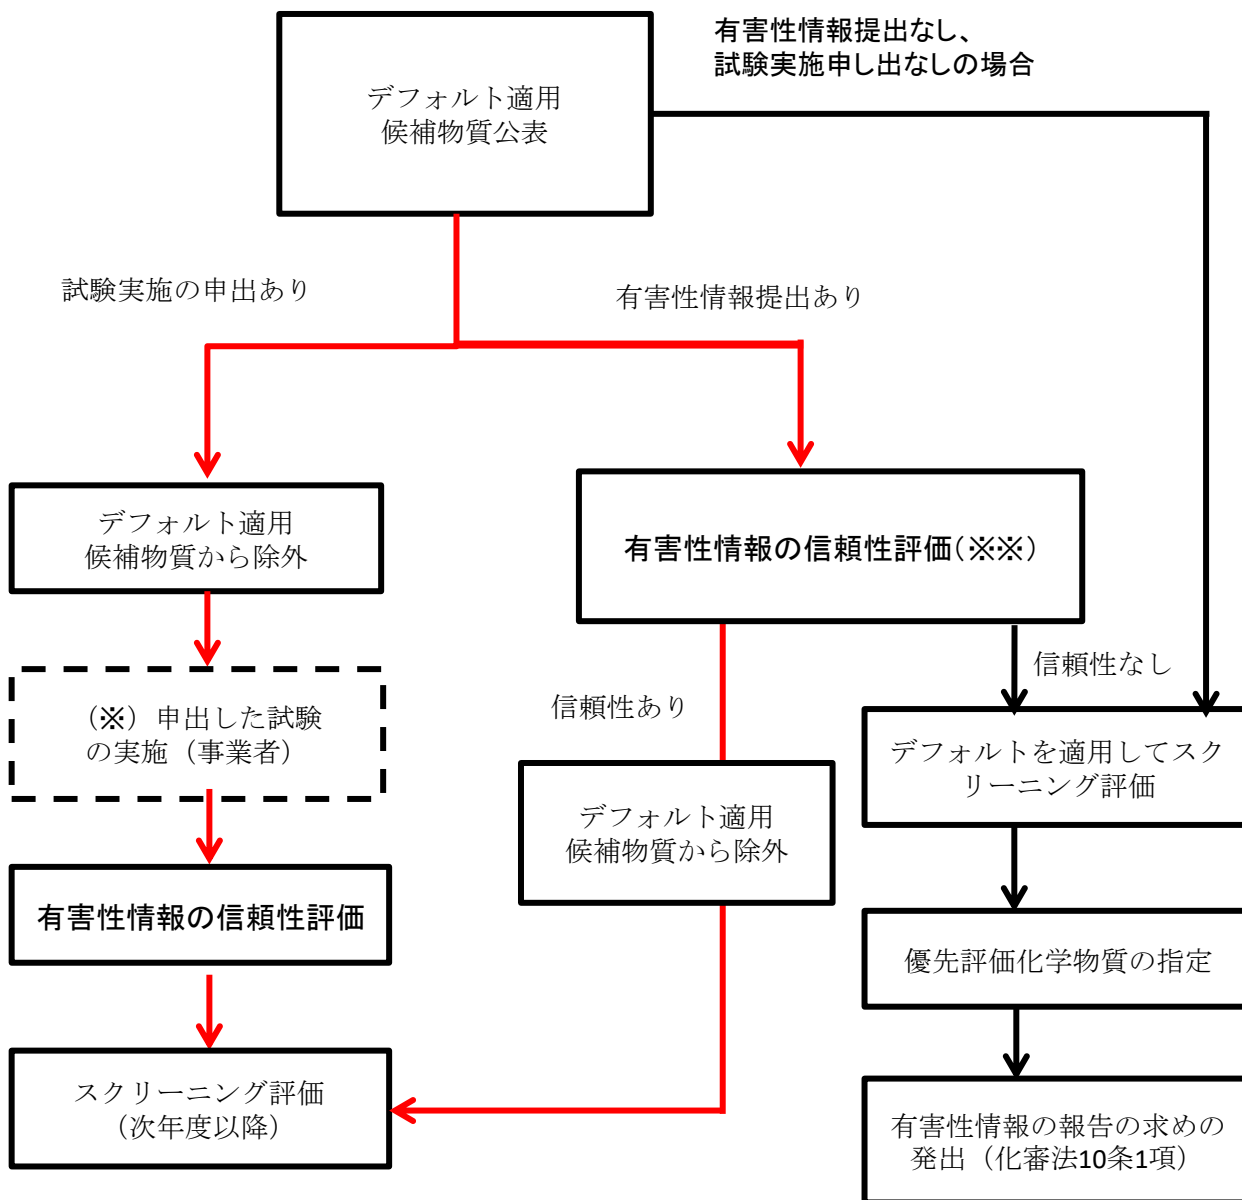 有害性情報提出なし、
試験実施申し出なしの場合
デフォルト適用
候補物質公表
試験実施の申出あり
有害性情報提出あり
デフォルト適用
候補物質から除外
有害性情報の信頼性評価(※※)
信頼性なし
信頼性あり
(※)申出した試験
の実施(事業者)
デフォルトを適用してスク
リーニング評価
デフォルト適用
候補物質から除外
有害性情報の信頼性評価
優先評価化学物質の指定
スクリーニング評価
(次年度以降)
有害性情報の報告の求めの
発出(化審法10条1項)